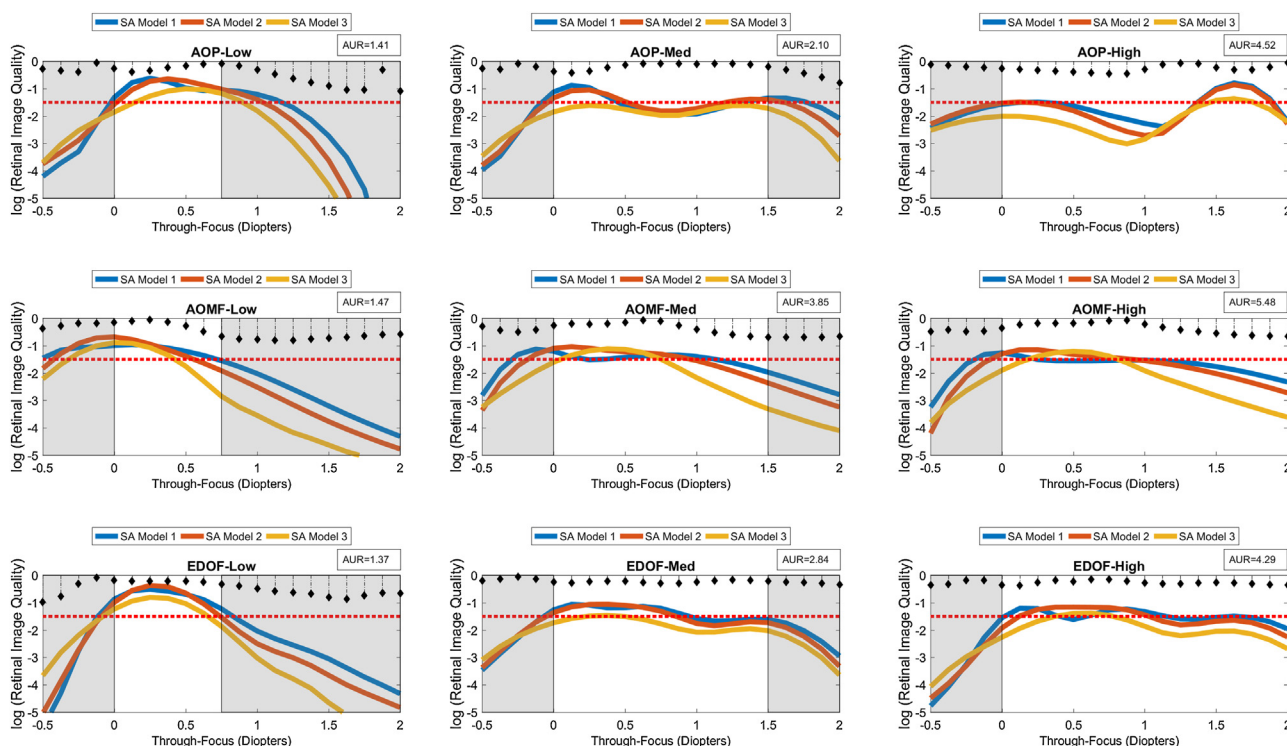 SA Model 1 SA Model 2 SA Model 3
AOP-Low
AUR=1.41
log (Retinal Image Quality)
0
-1
-2
-3
-4
-5
-0.5 0 0.5 1 1.5 2
Through-Focus (Diopters)
SA Model 1 SA Model 2 SA Model 3
AOP-Med
AUR=2.10
log (Retinal Image Quality)
0
-1
-2
-3
-4
-5
-0.5 0 0.5 1 1.5 2
Through-Focus (Diopters)
SA Model 1 SA Model 2 SA Model 3
AOP-High
AUR=4.52
log (Retinal Image Quality)
0
-1
-2
-3
-4
-5
-0.5 0 0.5 1 1.5 2
Through-Focus (Diopters)
SA Model 1 SA Model 2 SA Model 3
AOMF-Low
AUR=1.47
log (Retinal Image Quality)
0
-1
-2
-3
-4
-5
-0.5 0 0.5 1 1.5 2
Through-Focus (Diopters)
SA Model 1 SA Model 2 SA Model 3
AOMF-Med
AUR=3.85
log (Retinal Image Quality)
0
-1
-2
-3
-4
-5
-0.5 0 0.5 1 1.5 2
Through-Focus (Diopters)
SA Model 1 SA Model 2 SA Model 3
AOMF-High
AUR=5.48
log (Retinal Image Quality)
0
-1
-2
-3
-4
-5
-0.5 0 0.5 1 1.5 2
Through-Focus (Diopters)
SA Model 1 SA Model 2 SA Model 3
EDOF-Low
AUR=1.37
log (Retinal Image Quality)
0
-1
-2
-3
-4
-5
-0.5 0 0.5 1 1.5 2
Through-Focus (Diopters)
SA Model 1 SA Model 2 SA Model 3
EDOF-Med
AUR=2.84
log (Retinal Image Quality)
0
-1
-2
-3
-4
-5
-0.5 0 0.5 1 1.5 2
Through-Focus (Diopters)
SA Model 1 SA Model 2 SA Model 3
EDOF-High
AUR=4.29
log (Retinal Image Quality)
0
-1
-2
-3
-4
-5
-0.5 0 0.5 1 1.5 2
Through-Focus (Diopters)